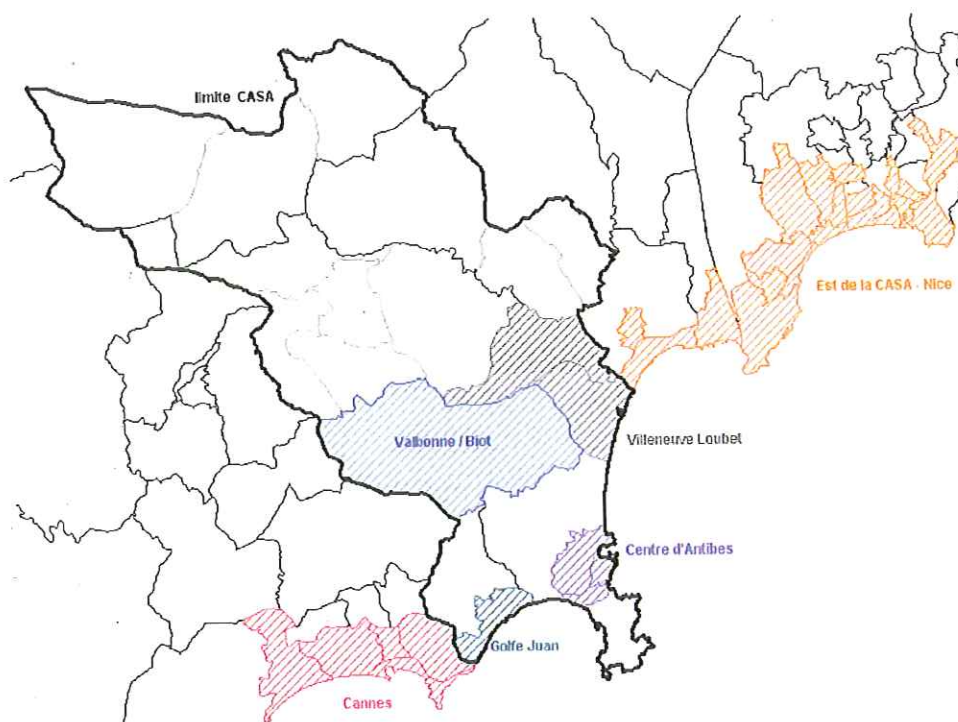 limite CASA
Est de la CASA - Nice
Valbonne / Biot
Villeneuve Loubet
Centre d'Antibes
Golfe Juan
Cannes